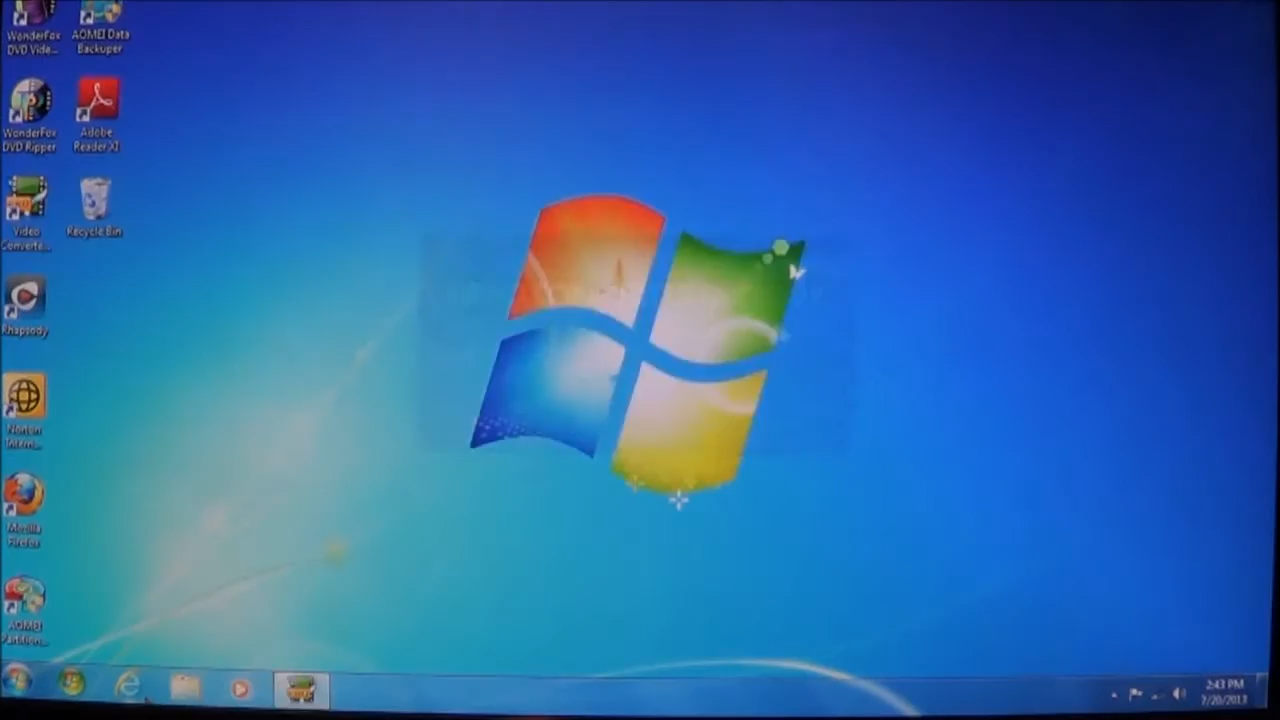 WonderFox
DVD Vide...
AOMEI Data
Backuper
WonderFox
DVD Ripper
Adobe
Reader XI
Video
Converte...
Recycle Bin
Rhapsody
Norton
Intern...
Mozilla
Firefox
AOMEI
Partition...
2:43 PM
7/20/2013